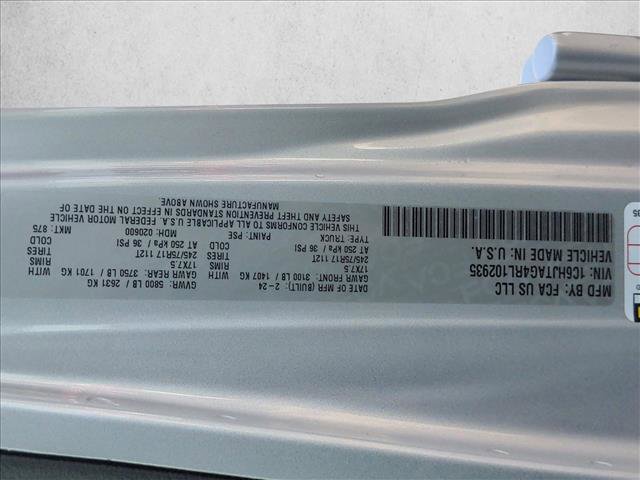 MFD BY: FCA US LLC
VIN: 1C6HJTAG4RL102935
VEHICLE MADE IN: U.S.A.
DATE OF MFR (BUILT): 2-24 GVWR: 5800 LB / 2631 KG
GAWR FRONT: 3100 LB / 1401 KG WITH GAWR REAR: 3750 LB / 1701 KG WITH
17X7.5 RIMS 17X7.5 RIMS
245/75R17 112T TIRES 245/75R17 112T TIRES
AT 250 kPa / 36 PSI COLD AT 250 kPa / 36 PSI COLD
TYPE: TRUCK PAINT: PSE MDH: 020600 MKT: 875
THIS VEHICLE CONFORMS TO ALL APPLICABLE U.S.A. FEDERAL MOTOR VEHICLE
SAFETY AND THEFT PREVENTION STANDARDS IN EFFECT ON THE DATE OF
MANUFACTURE SHOWN ABOVE.